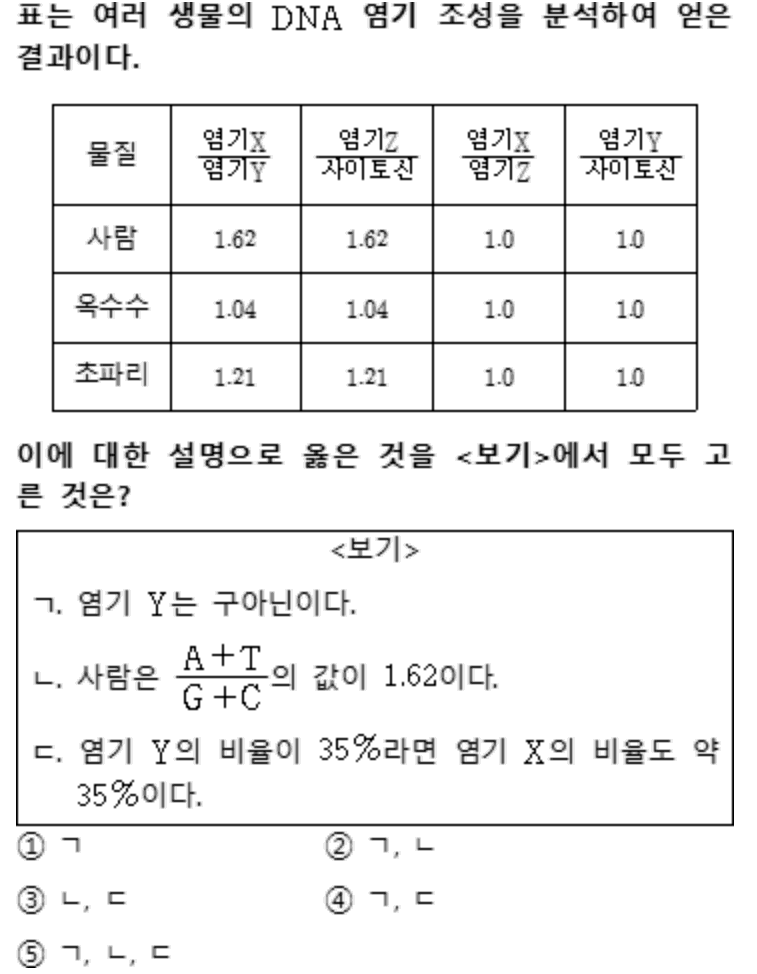 표는 여러 생물의 DNA 염기 조성을 분석하여 얻은
결과이다.
물질 염기X/염기Y 염기Z/사이토신 염기X/염기Z 염기Y/사이토신
사람 1.62 1.62 1.0 1.0
옥수수 1.04 1.04 1.0 1.0
초파리 1.21 1.21 1.0 1.0
이에 대한 설명으로 옳은 것을 <보기>에서 모두 고
른 것은?
<보기>
ㄱ. 염기 Y는 구아닌이다.
ㄴ. 사람은 A+T/G+C의 값이 1.62이다.
ㄷ. 염기 Y의 비율이 35%라면 염기 X의 비율도 약
35%이다.
① ㄱ ② ㄱ, ㄴ
③ ㄴ, ㄷ ④ ㄱ, ㄷ
⑤ ㄱ, ㄴ, ㄷ